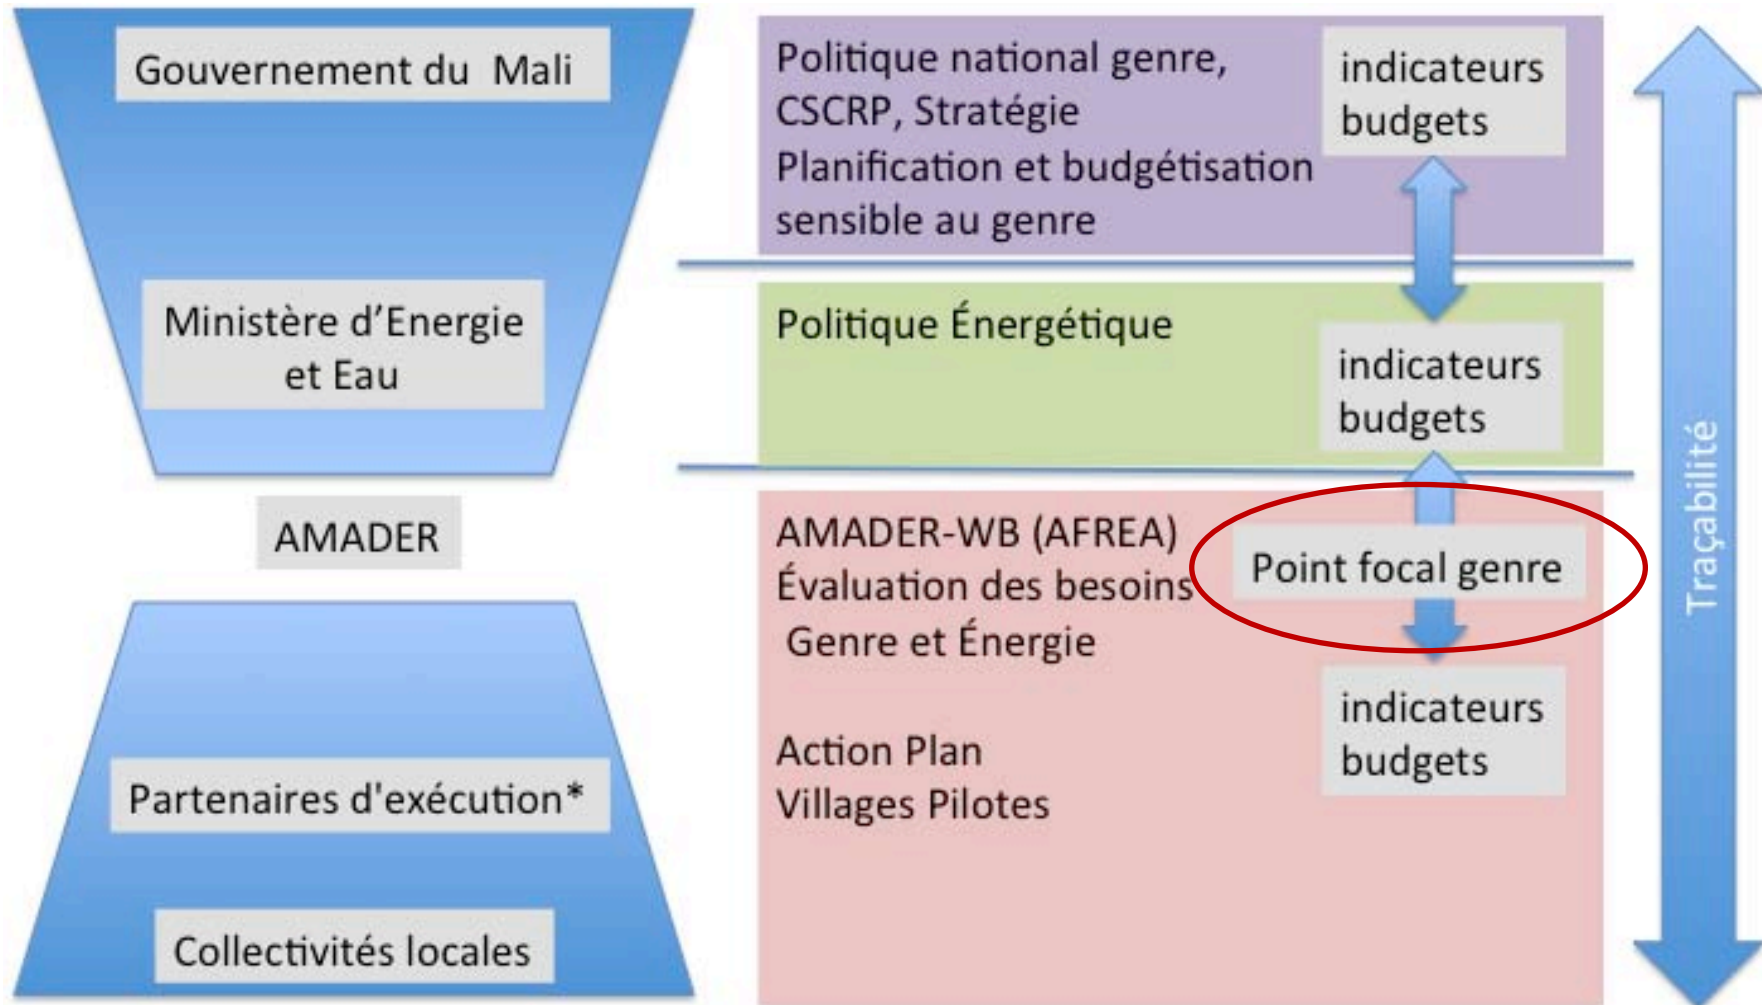 Gouvernement du Mali
Ministère d’Energie
et Eau
AMADER
Partenaires d'exécution*
Collectivités locales
Politique national genre,
CSCRP, Stratégie
Planification et budgétisation
sensible au genre
indicateurs
budgets
Politique Énergétique
indicateurs
budgets
AMADER-WB (AFREA)
Évaluation des besoins
Genre et Énergie
Action Plan
Villages Pilotes
Point focal genre
indicateurs
budgets
Traçabilité